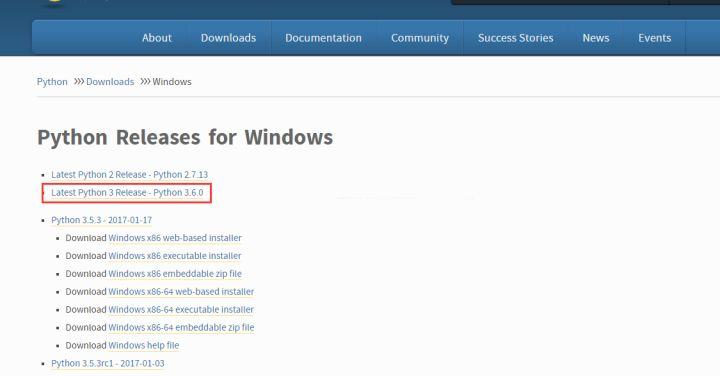 About Downloads Documentation Community Success Stories News Events
Python >>> Downloads >>> Windows
Python Releases for Windows
Latest Python 2 Release - Python 2.7.13
Latest Python 3 Release - Python 3.6.0
Python 3.5.3 - 2017-01-17
Download Windows x86 web-based installer
Download Windows x86 executable installer
Download Windows x86 embeddable zip file
Download Windows x86-64 web-based installer
Download Windows x86-64 executable installer
Download Windows x86-64 embeddable zip file
Download Windows help file
Python 3.5.3rc1 - 2017-01-03